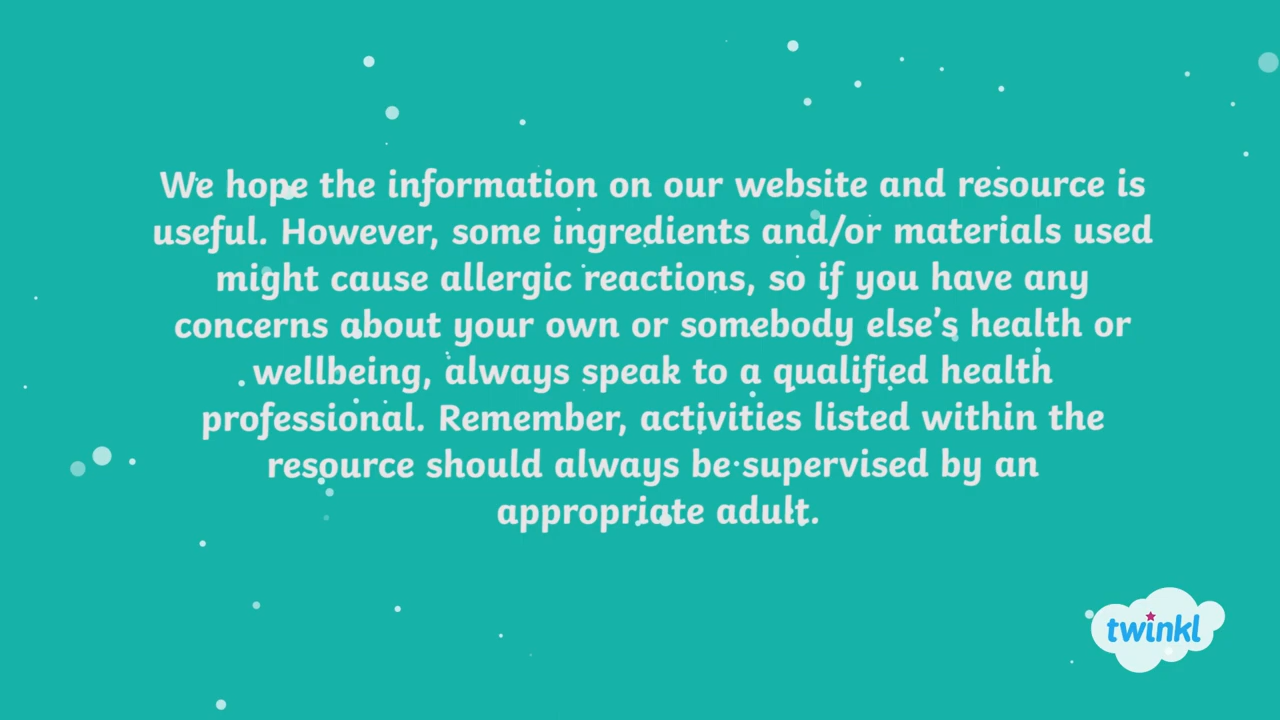 We hope the information on our website and resource is
useful. However, some ingredients and/or materials used
might cause allergic reactions, so if you have any
concerns about your own or somebody else's health or
wellbeing, always speak to a qualified health
professional. Remember, activities listed within the
resource should always be supervised by an
appropriate adult.
twinkl